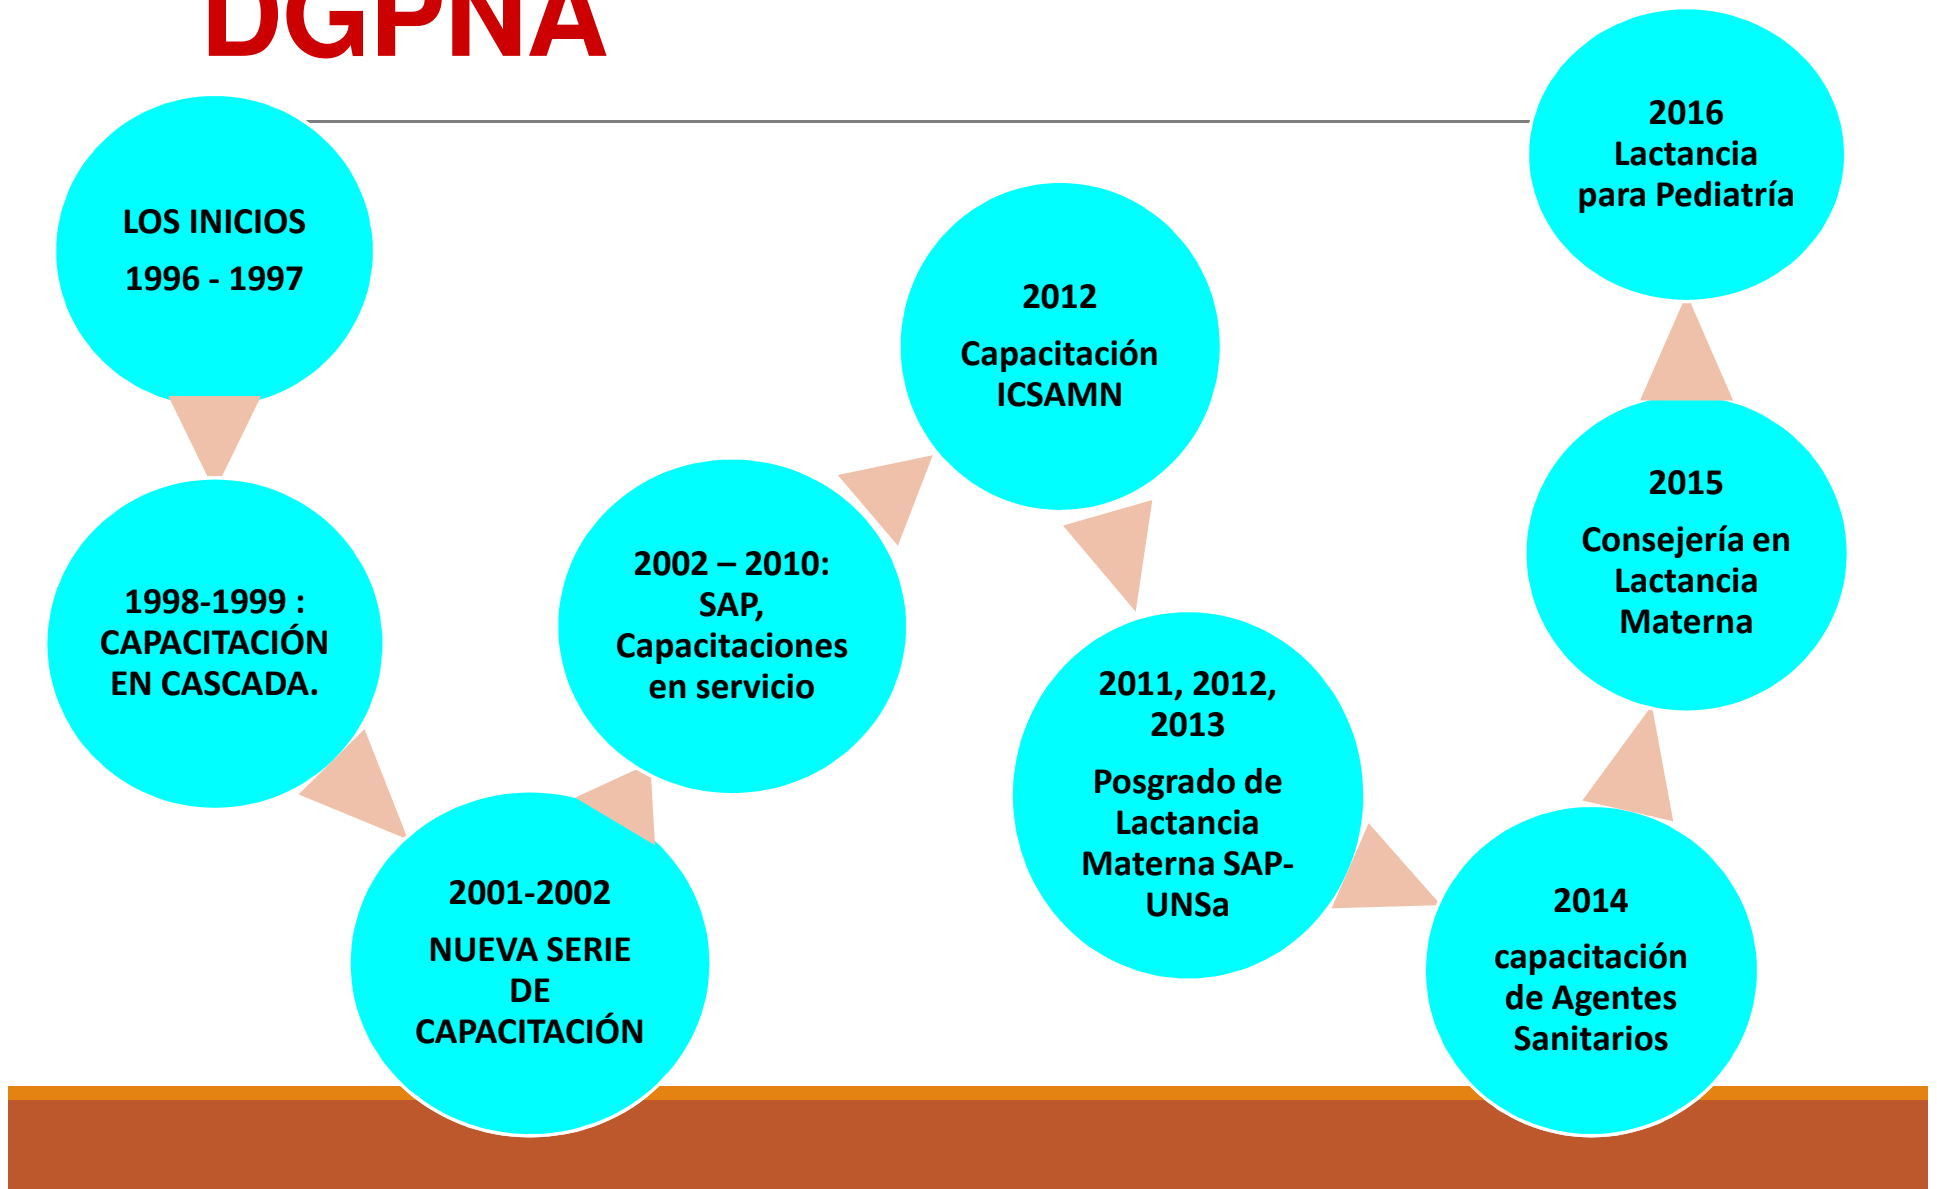 DGPNA
LOS INICIOS
1996 - 1997
1998-1999 :
CAPACITACIÓN
EN CASCADA.
2001-2002
NUEVA SERIE
DE
CAPACITACIÓN
2002 – 2010:
SAP,
Capacitaciones
en servicio
2012
Capacitación
ICSAMN
2011, 2012,
2013
Posgrado de
Lactancia
Materna SAP-
UNSa
2014
capacitación
de Agentes
Sanitarios
2015
Consejería en
Lactancia
Materna
2016
Lactancia
para Pediatría